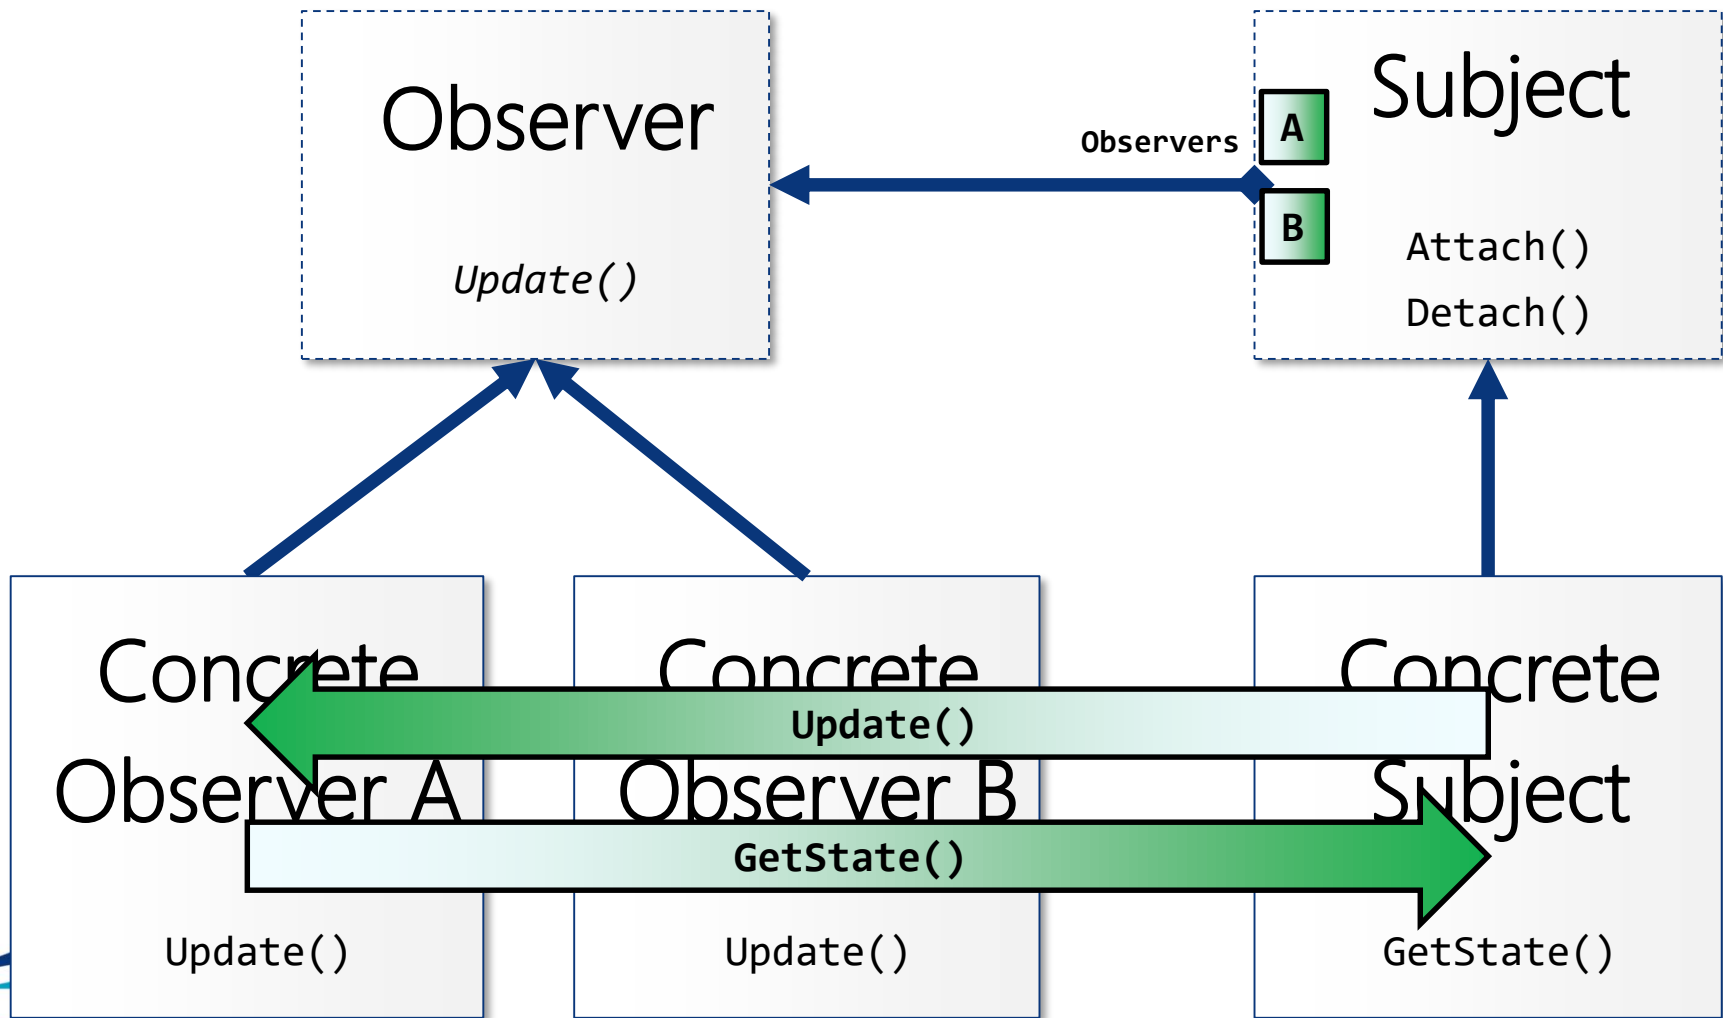 Observer
Update()
Observers
A
B
Subject
Attach()
Detach()
Concrete
Observer A
Update()
Concrete
Observer B
Update()
Concrete
Subject
GetState()
Update()
GetState()